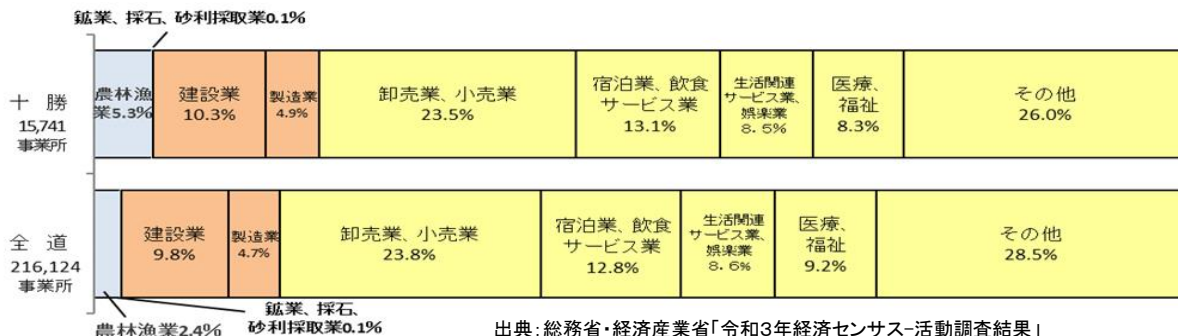 鉱業、採石、砂利採取業0.1%
十 勝
15,741
事業所
農林漁
業5.3%
建設業
10.3%
製造業
4.9%
卸売業、小売業
23.5%
宿泊業、飲食
サービス業
13.1%
生活関連
サービス業、
娯楽業
8.5%
医療、
福祉
8.3%
その他
26.0%
全 道
216,124
事業所
建設業
9.8%
製造業
4.7%
卸売業、小売業
23.8%
宿泊業、飲食
サービス業
12.8%
生活関連
サービス業、
娯楽業
8.6%
医療、
福祉
9.2%
その他
28.5%
農林漁業2.4%
鉱業、採石、
砂利採取業0.1%
出典:総務省・経済産業省「令和3年経済センサス-活動調査結果」